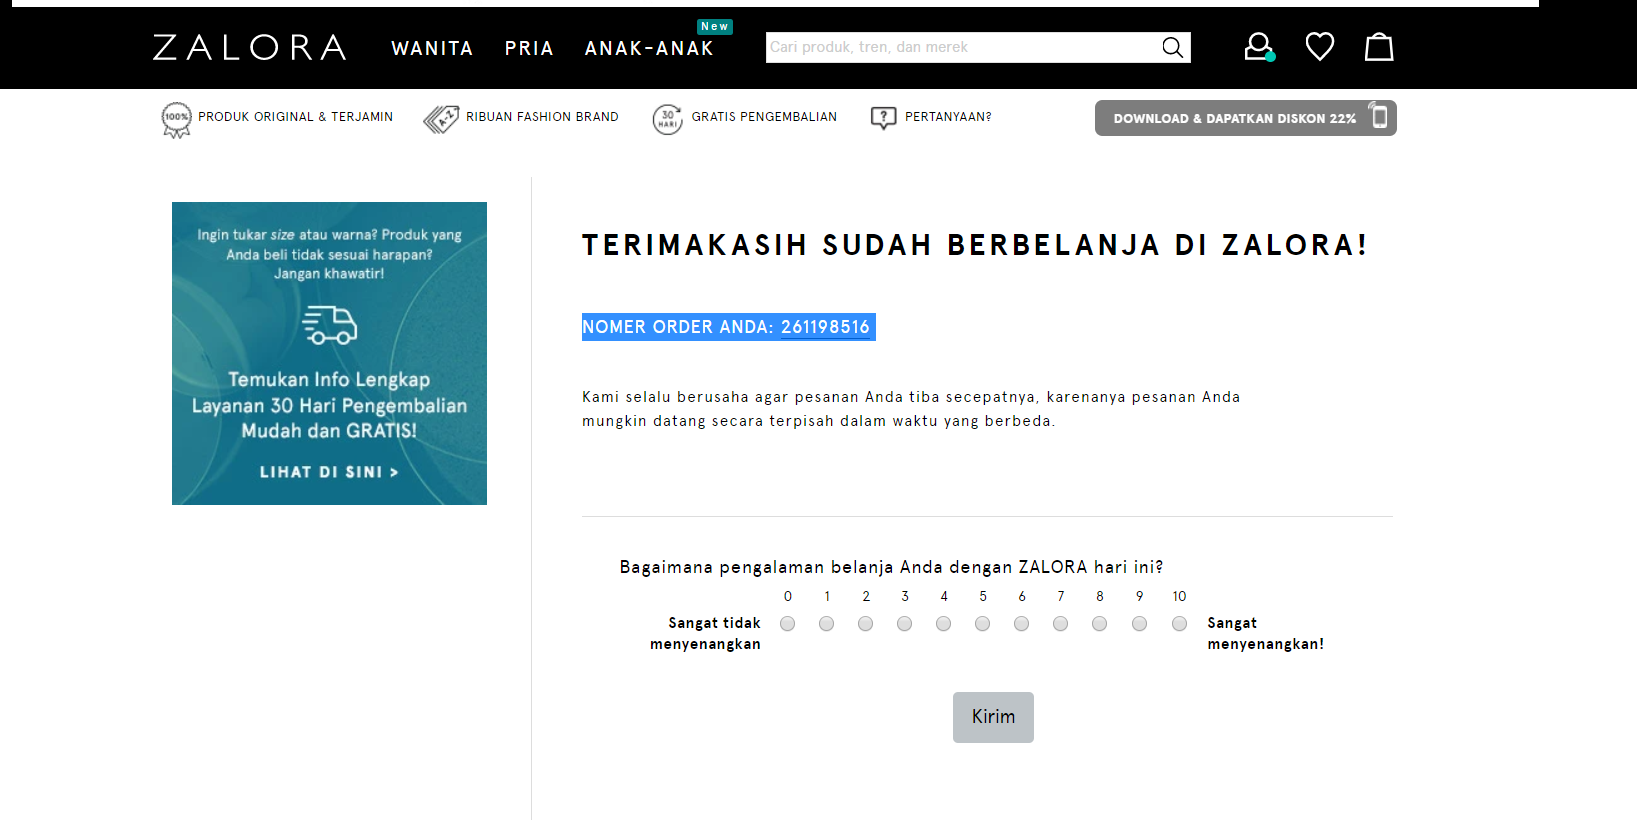 ZALORA WANITA PRIA ANAK-ANAK New Cari produk, tren, dan merek
100% PRODUK ORIGINAL & TERJAMIN A-Z RIBUAN FASHION BRAND 30 HARI GRATIS PENGEMBALIAN ? PERTANYAAN? DOWNLOAD & DAPATKAN DISKON 22%
Ingin tukar size atau warna? Produk yang
Anda beli tidak sesuai harapan?
Jangan khawatir!
Temukan Info Lengkap
Layanan 30 Hari Pengembalian
Mudah dan GRATIS!
LIHAT DI SINI >
TERIMAKASIH SUDAH BERBELANJA DI ZALORA!
NOMER ORDER ANDA: 261198516
Kami selalu berusaha agar pesanan Anda tiba secepatnya, karenanya pesanan Anda
mungkin datang secara terpisah dalam waktu yang berbeda.
Bagaimana pengalaman belanja Anda dengan ZALORA hari ini?
0 1 2 3 4 5 6 7 8 9 10
Sangat tidak
menyenangkan
Sangat
menyenangkan!
Kirim